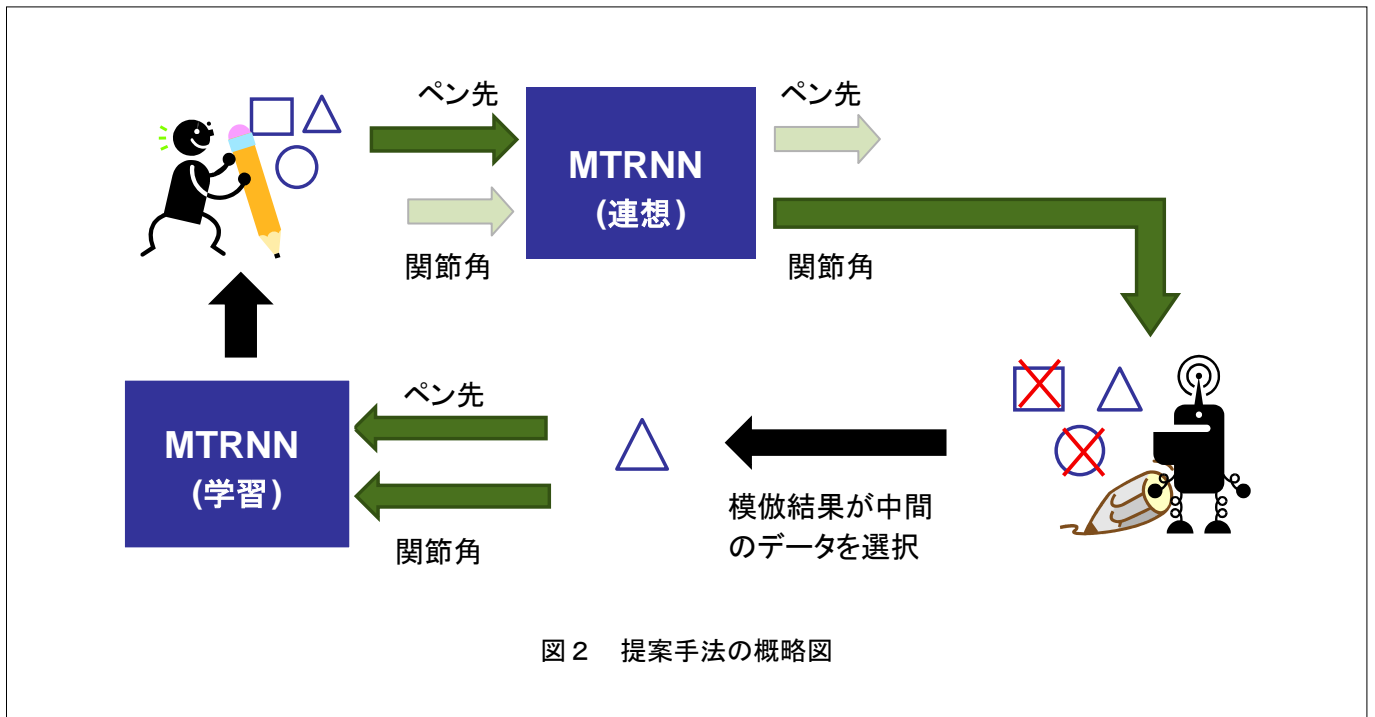 ペン先
ペン先
MTRNN
(連想)
関節角
関節角
ペン先
MTRNN
(学習)
模倣結果が中間
のデータを選択
関節角
図2 提案手法の概略図